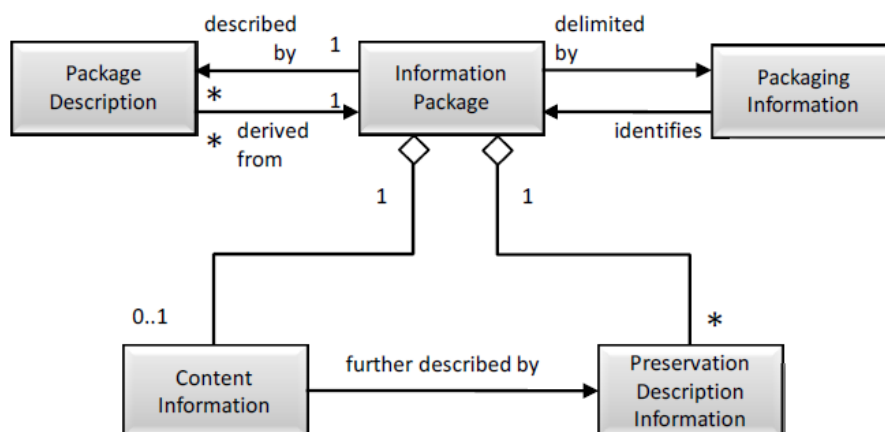 described
by
1
delimited
by
Package
Description
Information
Package
Packaging
Information
*
1
*
derived
from
identifies
1
1
0..1
*
further described by
Content
Information
Preservation
Description
Information